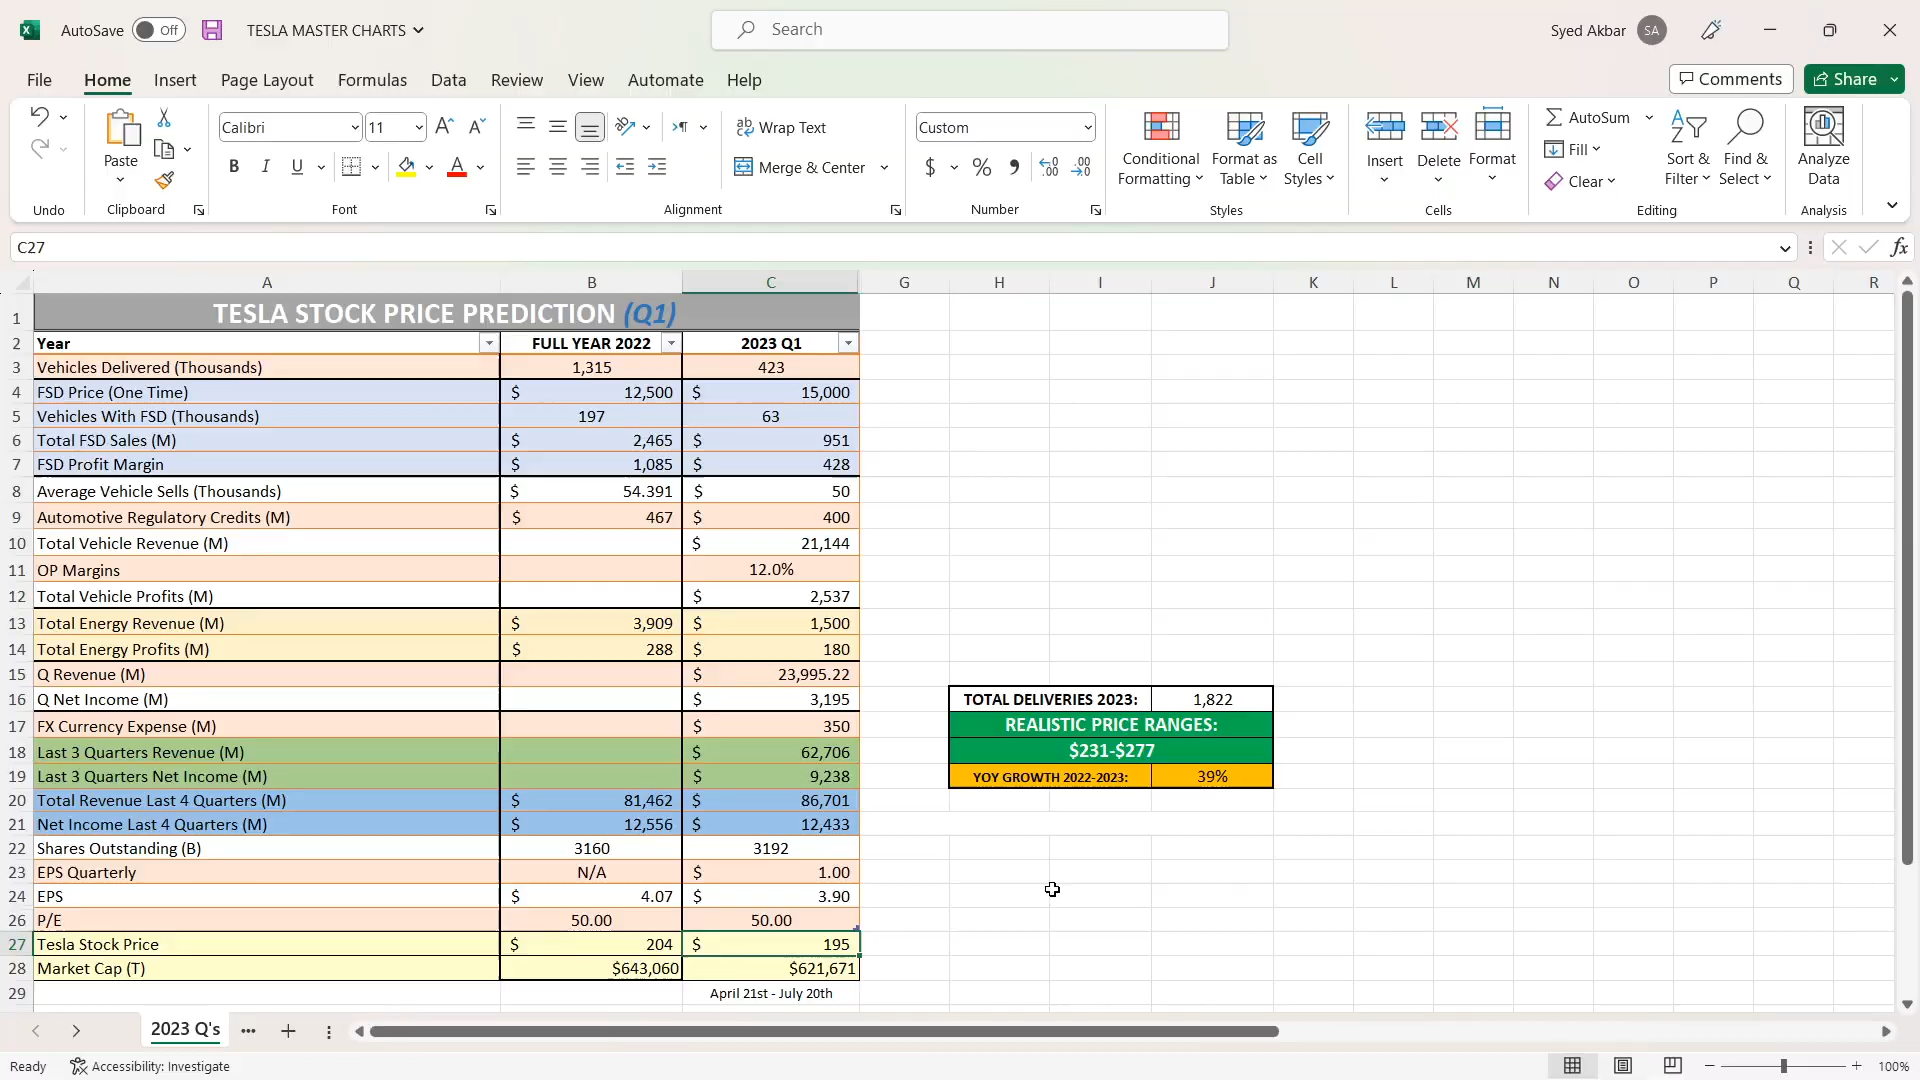 AutoSave Off TESLA MASTER CHARTS Search Syed Akbar SA
File Home Insert Page Layout Formulas Data Review View Automate Help Comments Share
Calibri 11 Wrap Text Custom AutoSum
Paste B I U A Merge & Center $ % Conditional Formatting Format as Table Cell Styles Insert Delete Format Fill Clear Sort & Filter Find & Select Analyze Data
Undo Clipboard Font Alignment Number Styles Cells Editing Analysis
C27 fx
A B C G H I J K L M N O P Q R
1 TESLA STOCK PRICE PREDICTION (Q1)
2 Year FULL YEAR 2022 2023 Q1
3 Vehicles Delivered (Thousands) 1,315 423
4 FSD Price (One Time) $ 12,500 $ 15,000
5 Vehicles With FSD (Thousands) 197 63
6 Total FSD Sales (M) $ 2,465 $ 951
7 FSD Profit Margin $ 1,085 $ 428
8 Average Vehicle Sells (Thousands) $ 54.391 $ 50
9 Automotive Regulatory Credits (M) $ 467 $ 400
10 Total Vehicle Revenue (M) $ 21,144
11 OP Margins 12.0%
12 Total Vehicle Profits (M) $ 2,537
13 Total Energy Revenue (M) $ 3,909 $ 1,500
14 Total Energy Profits (M) $ 288 $ 180
15 Q Revenue (M) $ 23,995.22
16 Q Net Income (M) $ 3,195 TOTAL DELIVERIES 2023: 1,822
17 FX Currency Expense (M) $ 350 REALISTIC PRICE RANGES:
18 Last 3 Quarters Revenue (M) $ 62,706 $231-$277
19 Last 3 Quarters Net Income (M) $ 9,238 YOY GROWTH 2022-2023: 39%
20 Total Revenue Last 4 Quarters (M) $ 81,462 $ 86,701
21 Net Income Last 4 Quarters (M) $ 12,556 $ 12,433
22 Shares Outstanding (B) 3160 3192
23 EPS Quarterly N/A $ 1.00
24 EPS $ 4.07 $ 3.90
26 P/E 50.00 50.00
27 Tesla Stock Price $ 204 $ 195
28 Market Cap (T) $643,060 $621,671
29 April 21st - July 20th
2023 Q's
Ready Accessibility: Investigate 100%